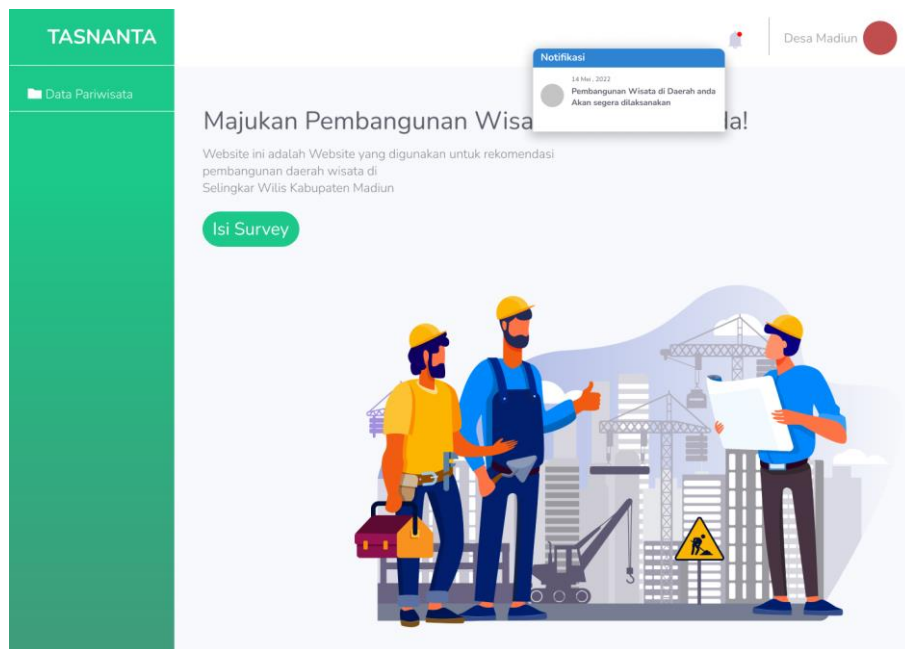 TASNANTA
Desa Madiun
Notifikasi
14 Mei, 2022
Pembangunan Wisata di Daerah anda
Akan segera dilaksanakan
Data Pariwisata
Majukan Pembangunan Wisa da!
Website ini adalah Website yang digunakan untuk rekomendasi
pembangunan daerah wisata di
Selingkar Wilis Kabupaten Madiun
Isi Survey